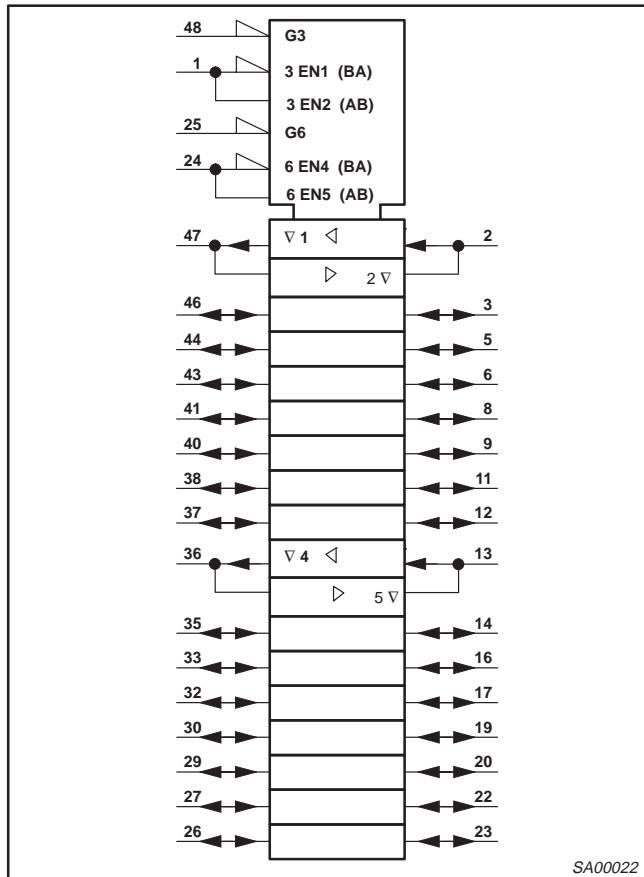 48 G3
1 3 EN1 (BA)
3 EN2 (AB)
25 G6
24 6 EN4 (BA)
6 EN5 (AB)
47 ∇ 1 ◁ 2
▷ 2 ∇
46 3
44 5
43 6
41 8
40 9
38 11
37 12
36 ∇ 4 ◁ 13
▷ 5 ∇
35 14
33 16
32 17
30 19
29 20
27 22
26 23
SA00022